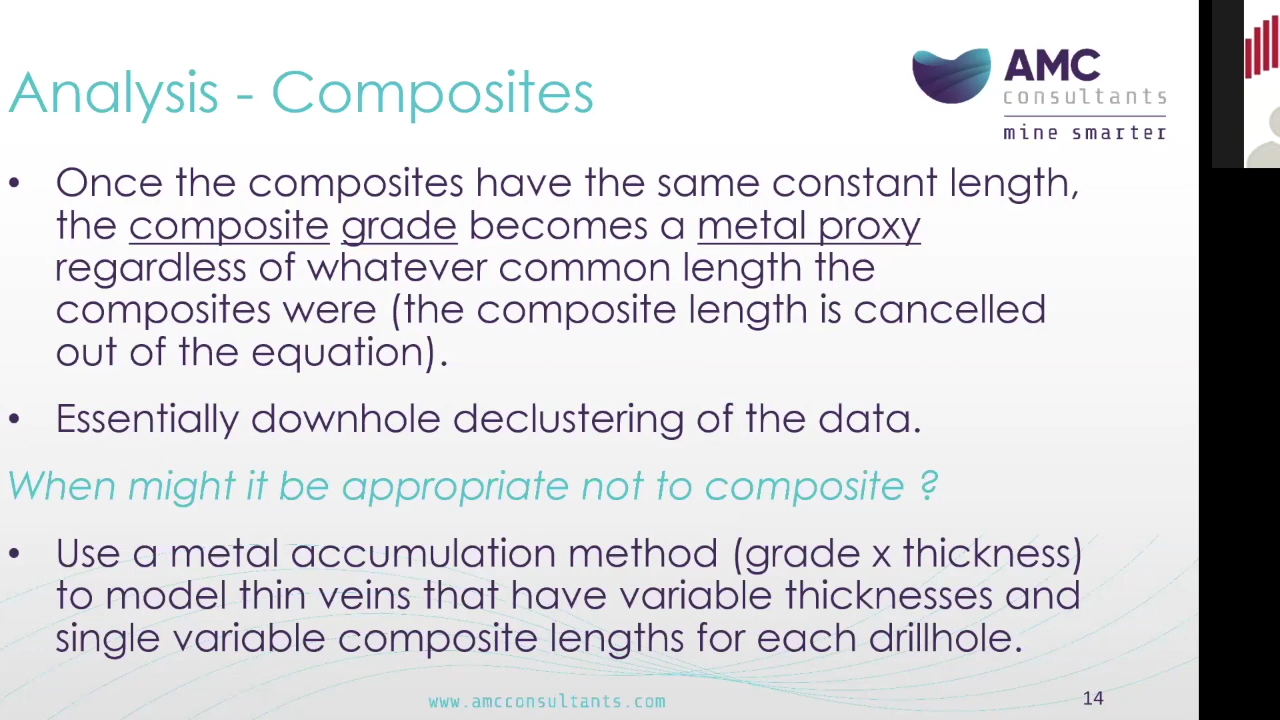 Analysis - Composites
AMC
consultants
mine smarter
• Once the composites have the same constant length,
the composite grade becomes a metal proxy
regardless of whatever common length the
composites were (the composite length is cancelled
out of the equation).
• Essentially downhole declustering of the data.
When might it be appropriate not to composite ?
• Use a metal accumulation method (grade x thickness)
to model thin veins that have variable thicknesses and
single variable composite lengths for each drillhole.
www.amcconsultants.com
14